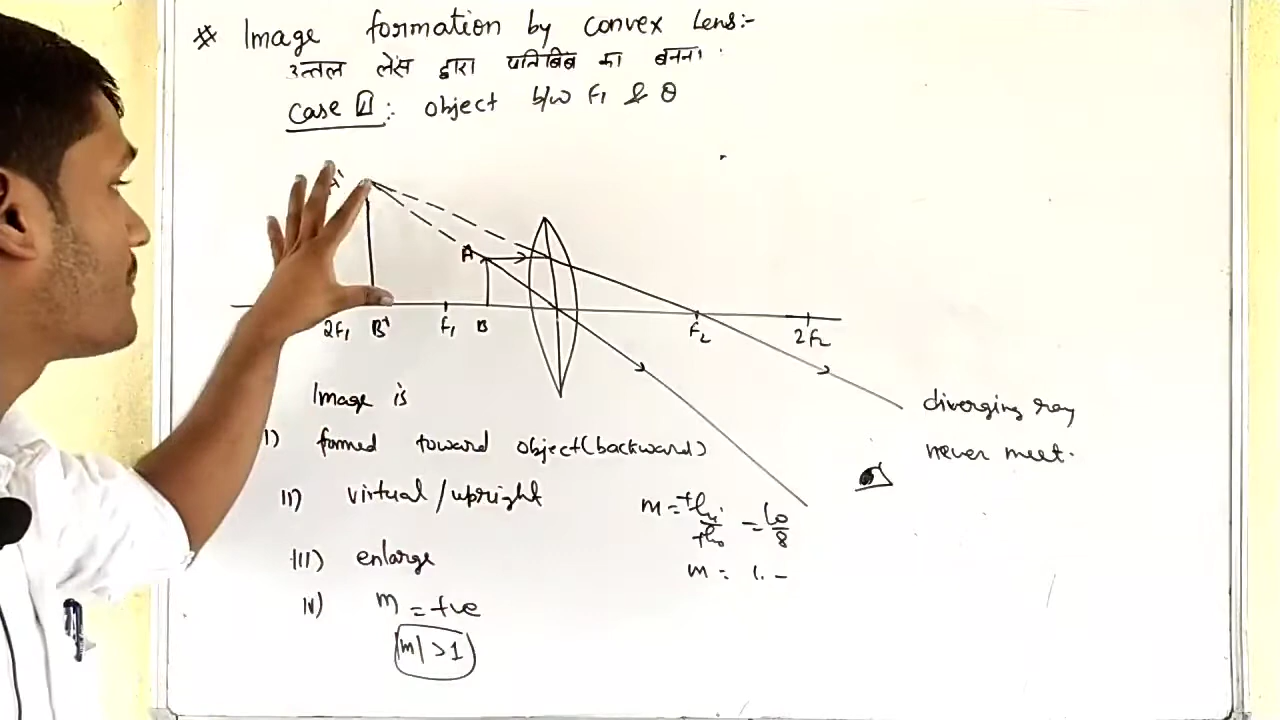 * Image formation by convex Lens:-
उत्तल लेंस द्वारा प्रतिबिंब का बनना
Case 1: object b/w F1 & O
A'
A
2F1 B' F1 B F2 2F2
Image is
I) formed toward object (backward)
II) virtual/upright
III) enlarge
IV) m = +ve
|m| > 1
diverging ray
never meet.
m = +hi/+ho = 10/8
m = 1. -